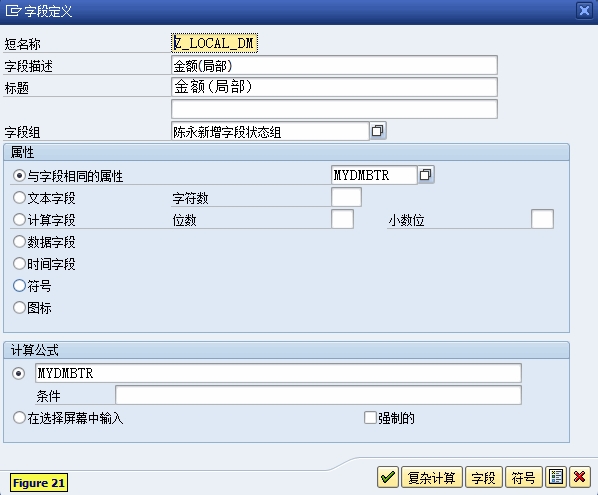 字段定义
短名称 Z_LOCAL_DM
字段描述 金额(局部)
标题 金额(局部)
字段组 陈永新增字段状态组
属性
与字段相同的属性 MYDMBTR
文本字段 字符数
计算字段 位数 小数位
数据字段
时间字段
符号
图标
计算公式
MYDMBTR
条件
在选择屏幕中输入 强制的
Figure 21 复杂计算 字段 符号